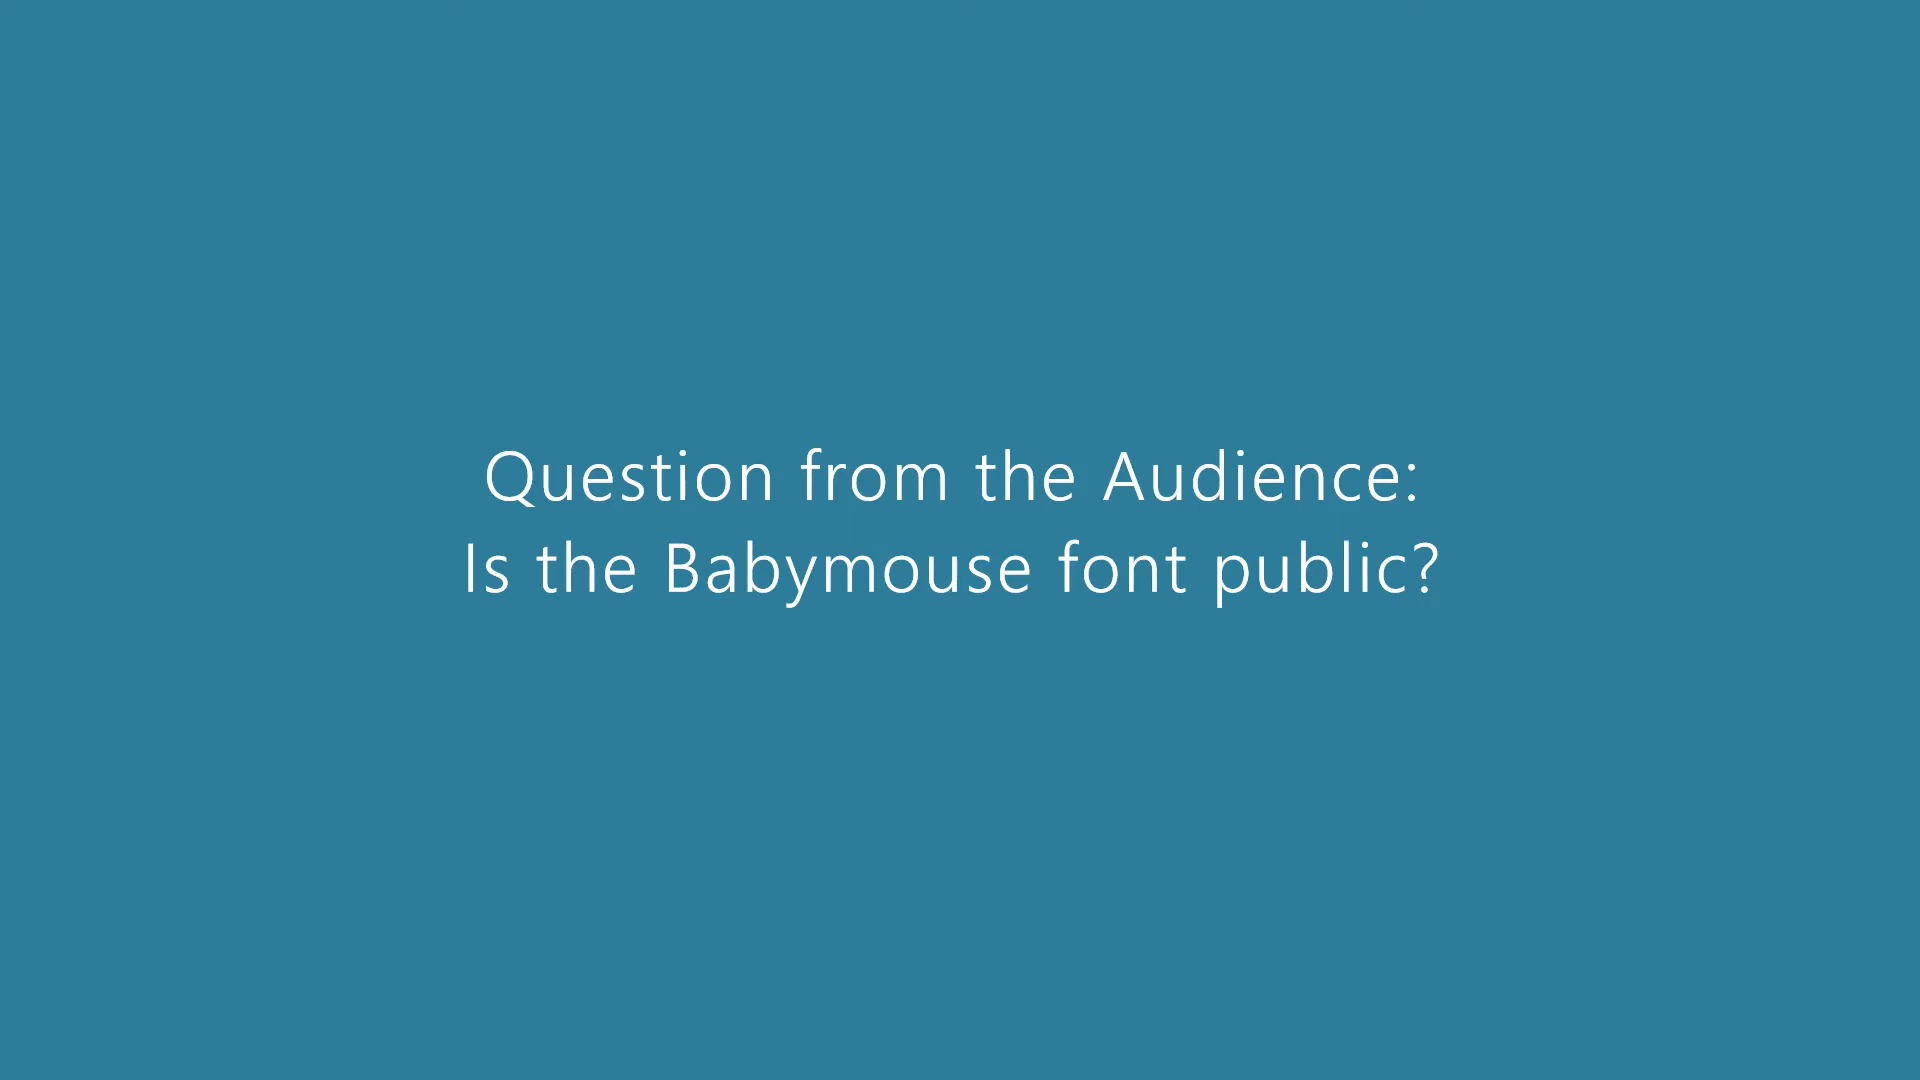 Question from the Audience:
Is the Babymouse font public?